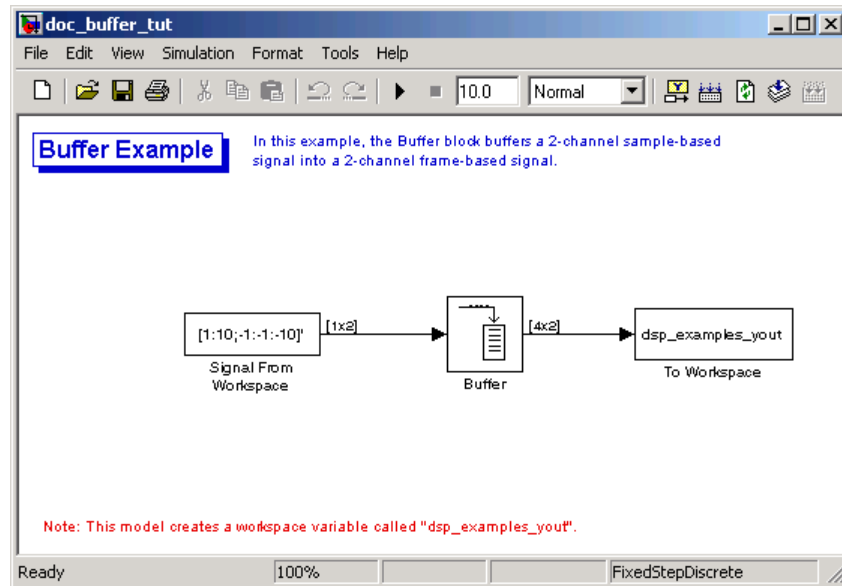 doc_buffer_tut
File Edit View Simulation Format Tools Help
10.0 Normal
Buffer Example
In this example, the Buffer block buffers a 2-channel sample-based
signal into a 2-channel frame-based signal.
[1:10;-1:-1:-10]'
[1x2]
[4x2]
dsp_examples_yout
Signal From
Workspace
Buffer
To Workspace
Note: This model creates a workspace variable called "dsp_examples_yout".
Ready 100% FixedStepDiscrete